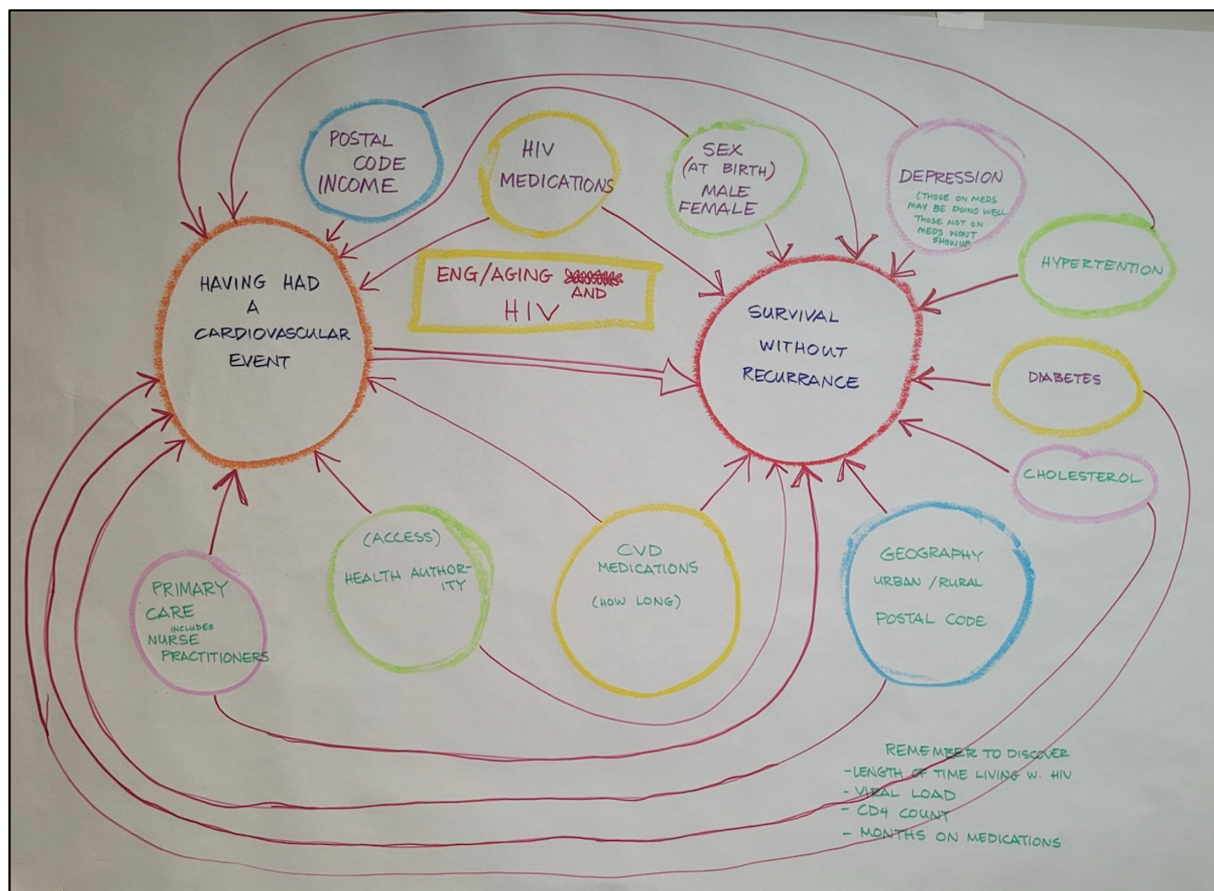 POSTAL
CODE
INCOME
HIV
MEDICATIONS
SEX
(AT BIRTH)
MALE
FEMALE
DEPRESSION
(THOSE ON MEDS
MAY BE DOING WELL
THOSE NOT ON
MEDS WONT
SHOW UP
HYPERTENTION
HAVING HAD
A
CARDIOVASCULAR
EVENT
ENG/AGING
AND
HIV
SURVIVAL
WITHOUT
RECURRANCE
DIABETES
CHOLESTEROL
PRIMARY
CARE
INCLUDES
NURSE
PRACTITIONERS
(ACCESS)
HEALTH AUTHOR-
ITY
CVD
MEDICATIONS
(HOW LONG)
GEOGRAPHY
URBAN/RURAL
POSTAL CODE
REMEMBER TO DISCOVER
-LENGTH OF TIME LIVING W. HIV
- VIRAL LOAD
- CD4 COUNT
- MONTHS ON MEDICATIONS